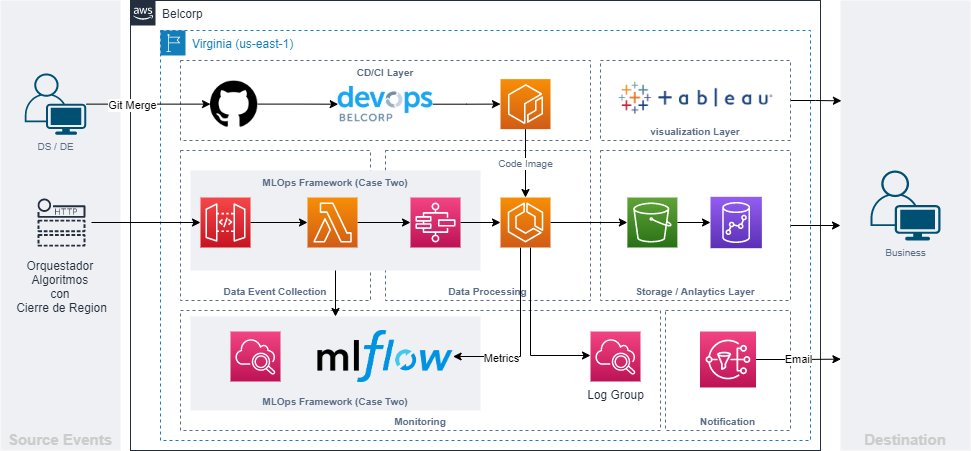 aws
Belcorp
Virginia (us-east-1)
CD/CI Layer
DS / DE
Git Merge
devops
BELCORP
+ableau
visualization Layer
Code Image
MLOps Framework (Case Two)
HTTP
Orquestador
Algoritmos
con
Cierre de Region
Data Event Collection
Data Processing
Storage / Anlaytics Layer
Business
mlflow
Metrics
Log Group
MLOps Framework (Case Two)
Monitoring
Email
Notification
Source Events
Destination